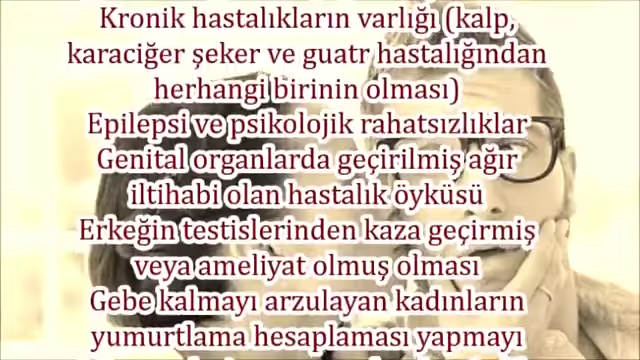 Kronik hastalıkların varlığı (kalp,
karaciğer şeker ve guatr hastalığından
herhangi birinin olması)
Epilepsi ve psikolojik rahatsızlıklar
Genital organlarda geçirilmiş ağır
iltihabi olan hastalık öyküsü
Erkeğin testislerinden kaza geçirmiş
veya ameliyat olmuş olması
Gebe kalmayı arzulayan kadınların
yumurtlama hesaplaması yapmayı